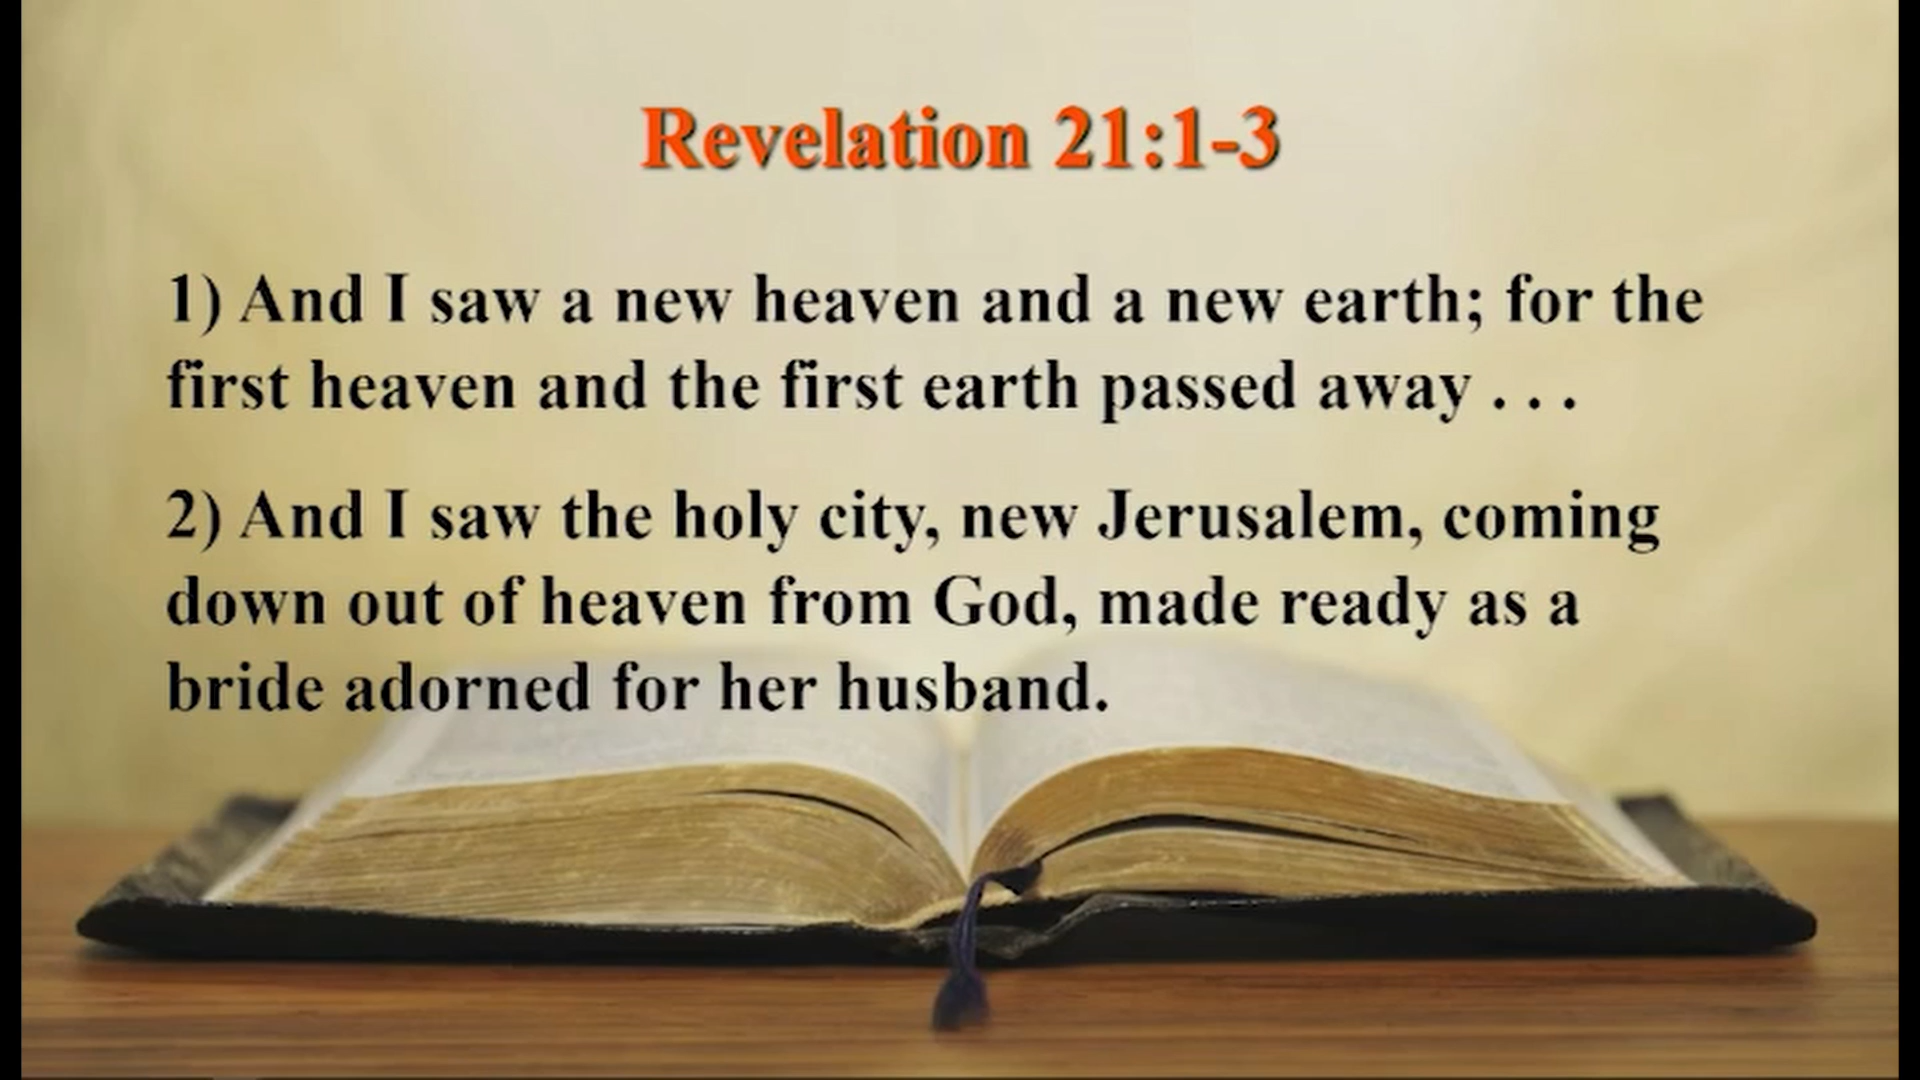 Revelation 21:1-3
1) And I saw a new heaven and a new earth; for the
first heaven and the first earth passed away . . .
2) And I saw the holy city, new Jerusalem, coming
down out of heaven from God, made ready as a
bride adorned for her husband.